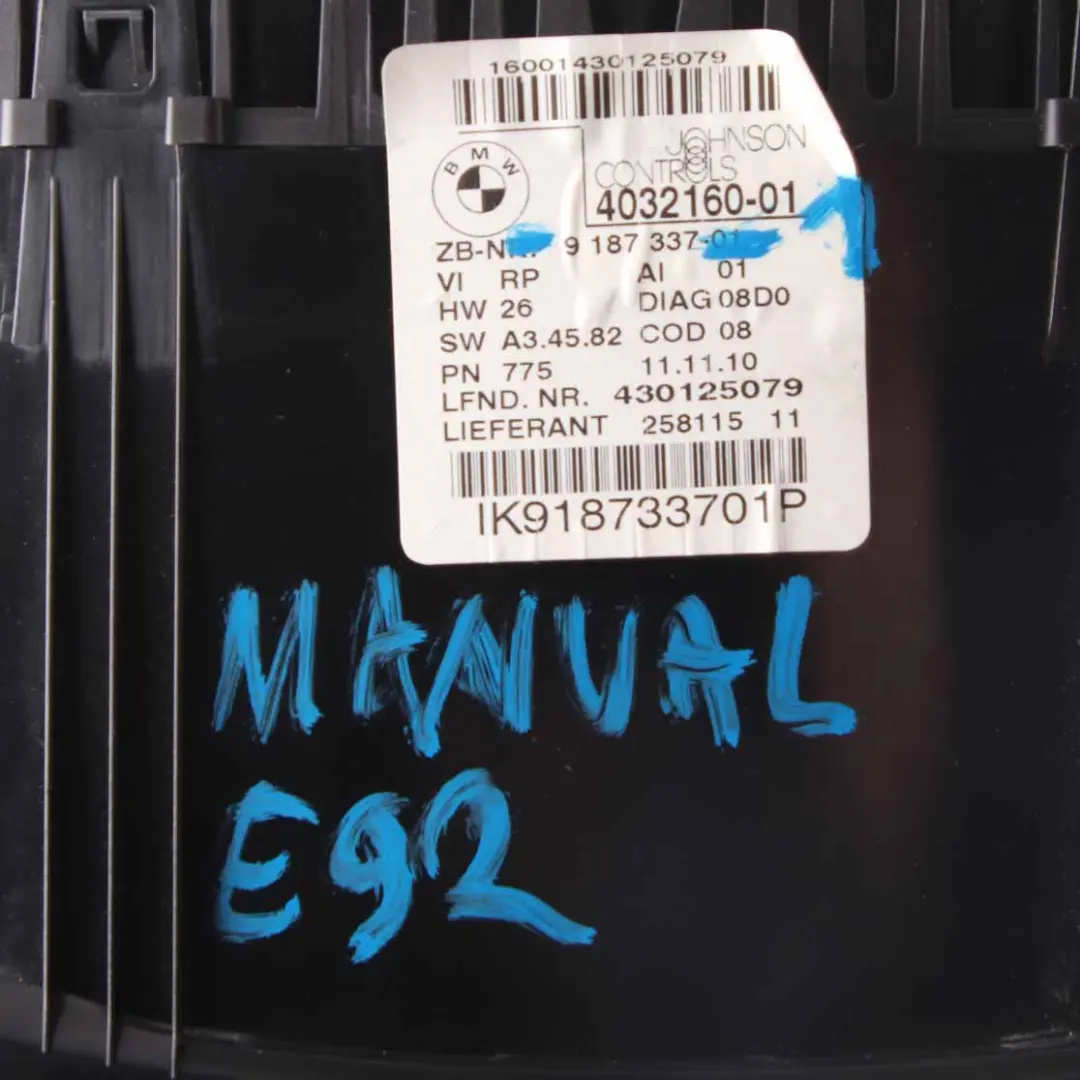 16001430125079
BMW
JOHNSON
CONTROLS
4032160-01
ZB-NR. 9 187 337-01
VI RP AI 01
HW 26 DIAG 08D0
SW A3.45.82 COD 08
PN 775 11.11.10
LFND. NR. 430125079
LIEFERANT 258115 11
IK918733701P
MANUAL
E92